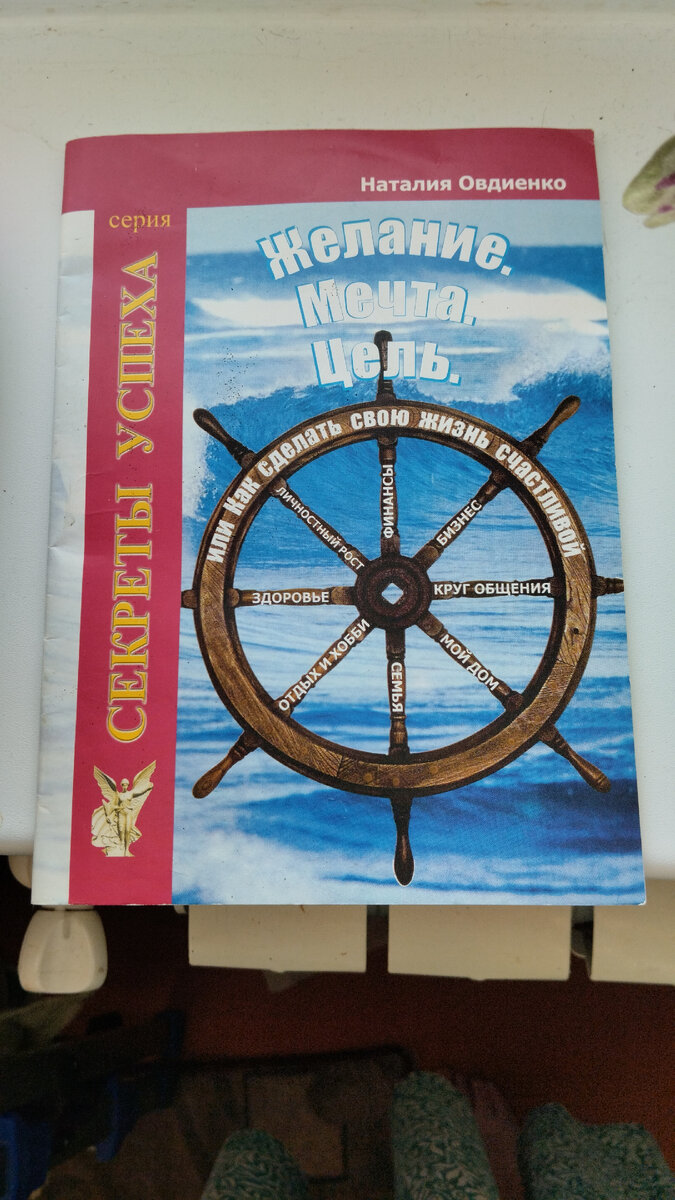 Наталия Овдиенко
серия
СЕКРЕТЫ УСПЕХА
Желание.
Мечта.
Цель.
или Как сделать свою жизнь счастливой
ЛИЧНОСТНЫЙ РОСТ
ФИНАНСЫ
БИЗНЕС
ЗДОРОВЬЕ
КРУГ ОБЩЕНИЯ
ОТДЫХ И ХОББИ
СЕМЬЯ
МОЙ ДОМ